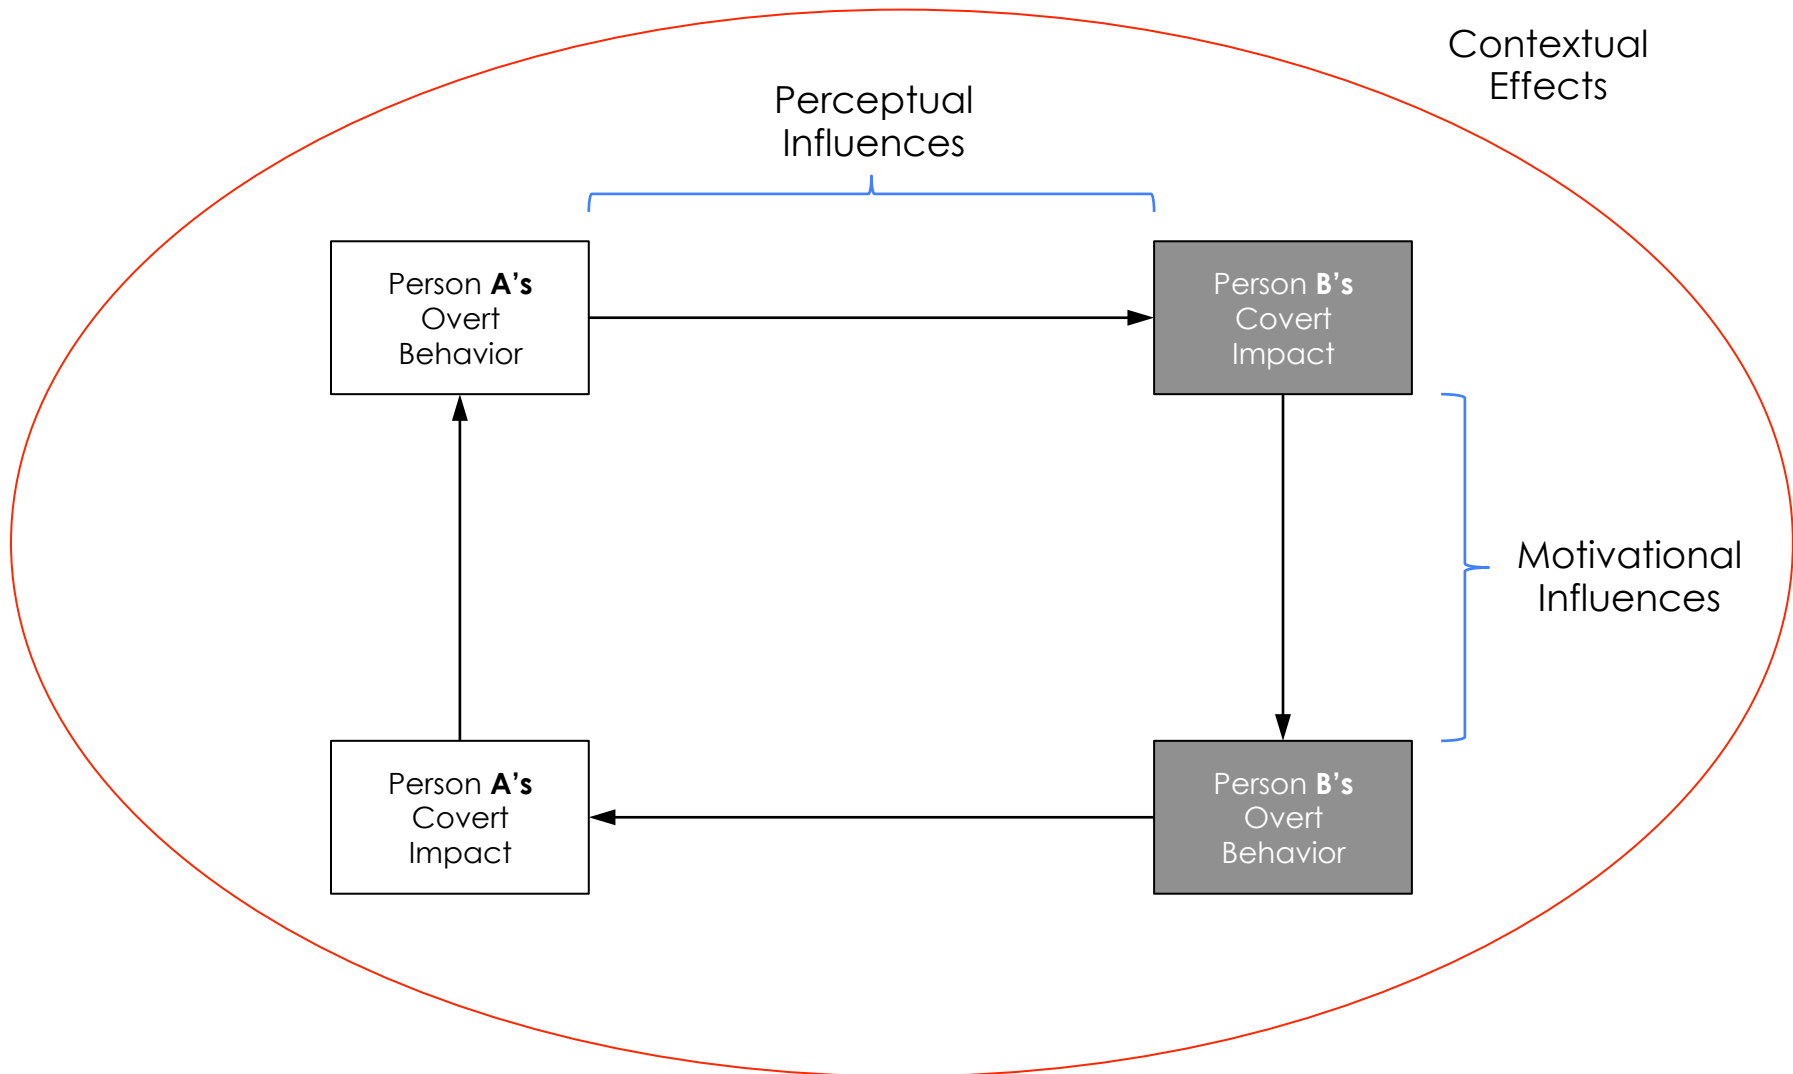 Contextual
Effects
Perceptual
Influences
Person A’s
Overt
Behavior
Person B’s
Covert
Impact
Motivational
Influences
Person A’s
Covert
Impact
Person B’s
Overt
Behavior